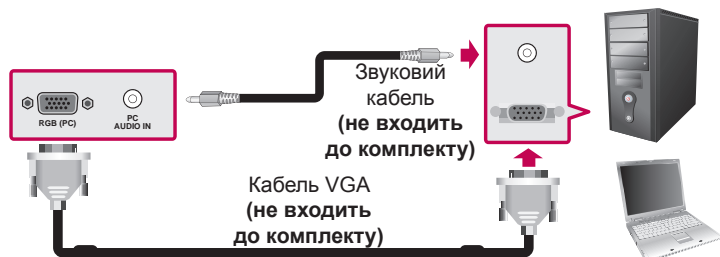 RGB (PC)
PC
AUDIO IN
Звуковий
кабель
(не входить
до комплекту)
Кабель VGA
(не входить
до комплекту)